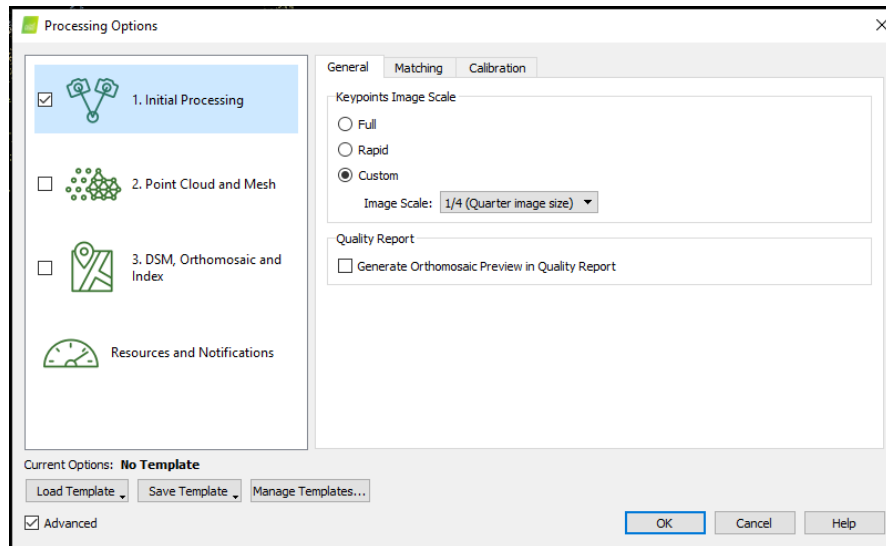 Processing Options
1. Initial Processing
2. Point Cloud and Mesh
3. DSM, Orthomosaic and
Index
Resources and Notifications
General Matching Calibration
Keypoints Image Scale
Full
Rapid
Custom
Image Scale: 1/4 (Quarter image size)
Quality Report
Generate Orthomosaic Preview in Quality Report
Current Options: No Template
Load Template Save Template Manage Templates...
Advanced OK Cancel Help